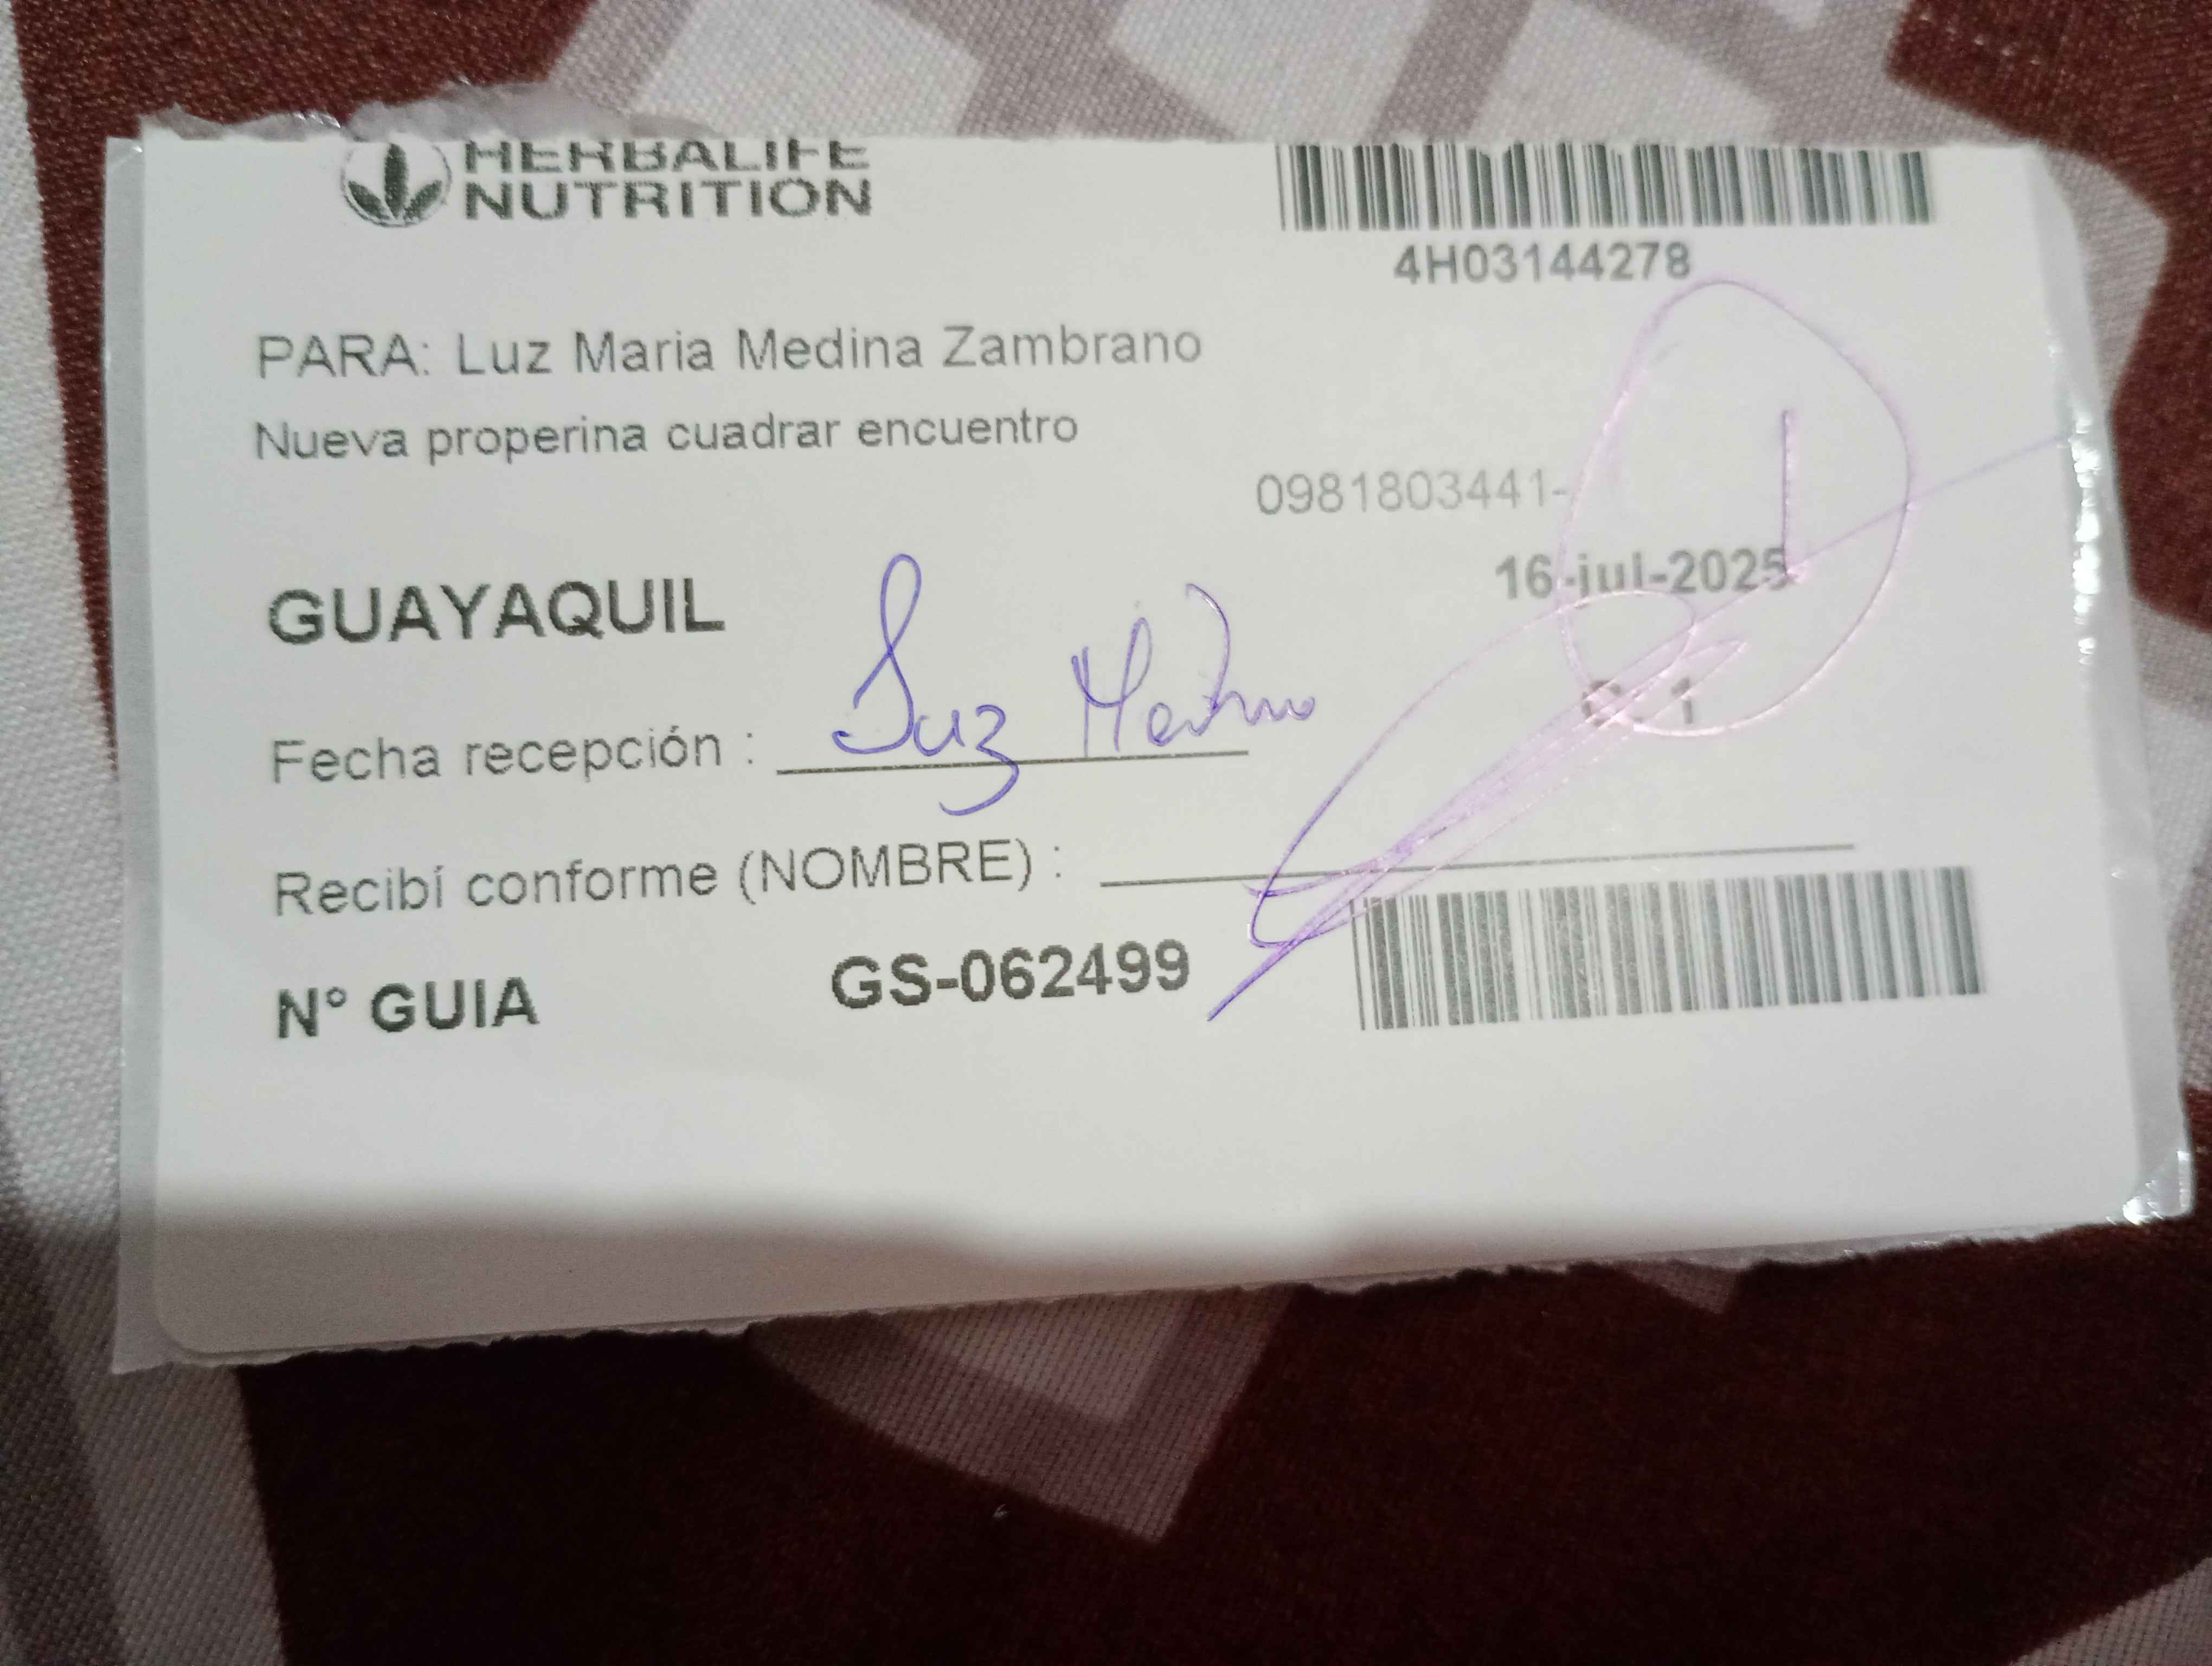 HERBALIFE
NUTRITION
4H03144278
PARA: Luz Maria Medina Zambrano
Nueva properina cuadrar encuentro
0981803441-
GUAYAQUIL
16-jul-2025
Fecha recepción : Luz Medina
C. 1
Recibí conforme (NOMBRE) :
N° GUIA GS-062499